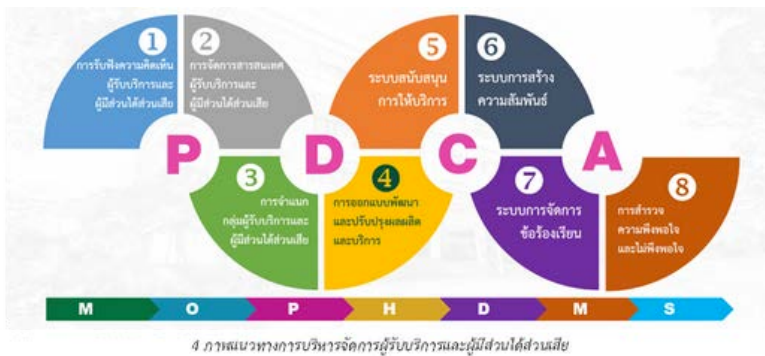 1
การรับฟังความคิดเห็น
ผู้รับบริการและ
ผู้มีส่วนได้ส่วนเสีย
2
การจัดการสารสนเทศ
ผู้รับบริการและ
ผู้มีส่วนได้ส่วนเสีย
3
การจำแนก
กลุ่มผู้รับบริการและ
ผู้มีส่วนได้ส่วนเสีย
4
การออกแบบพัฒนา
และปรับปรุงผลผลิต
และบริการ
5
ระบบสนับสนุน
การให้บริการ
6
ระบบการสร้าง
ความสัมพันธ์
7
ระบบการจัดการ
ข้อร้องเรียน
8
การสำรวจ
ความพึงพอใจ
และไม่พึงพอใจ
P D C A
M O P H D M S
4 ภาพแนวทางการบริหารจัดการผู้รับบริการและผู้มีส่วนได้ส่วนเสีย